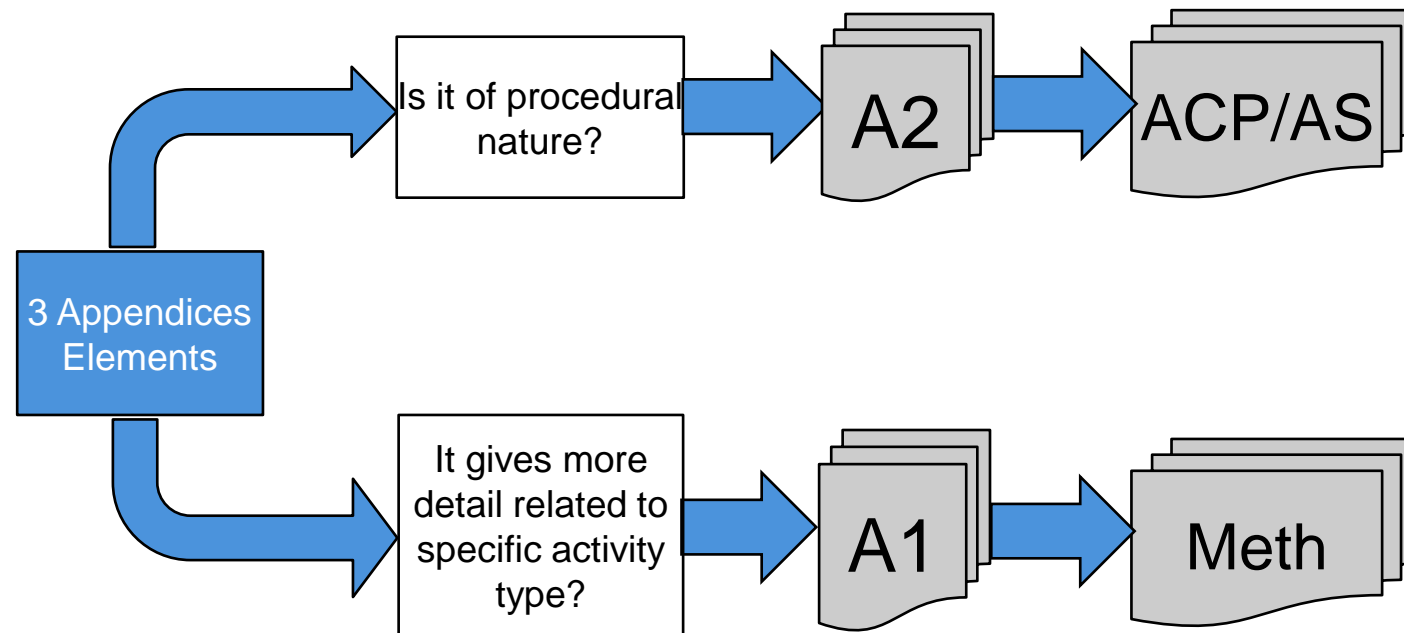 Is it of procedural
nature?
A2
ACP/AS
3 Appendices
Elements
It gives more
detail related to
specific activity
type?
A1
Meth